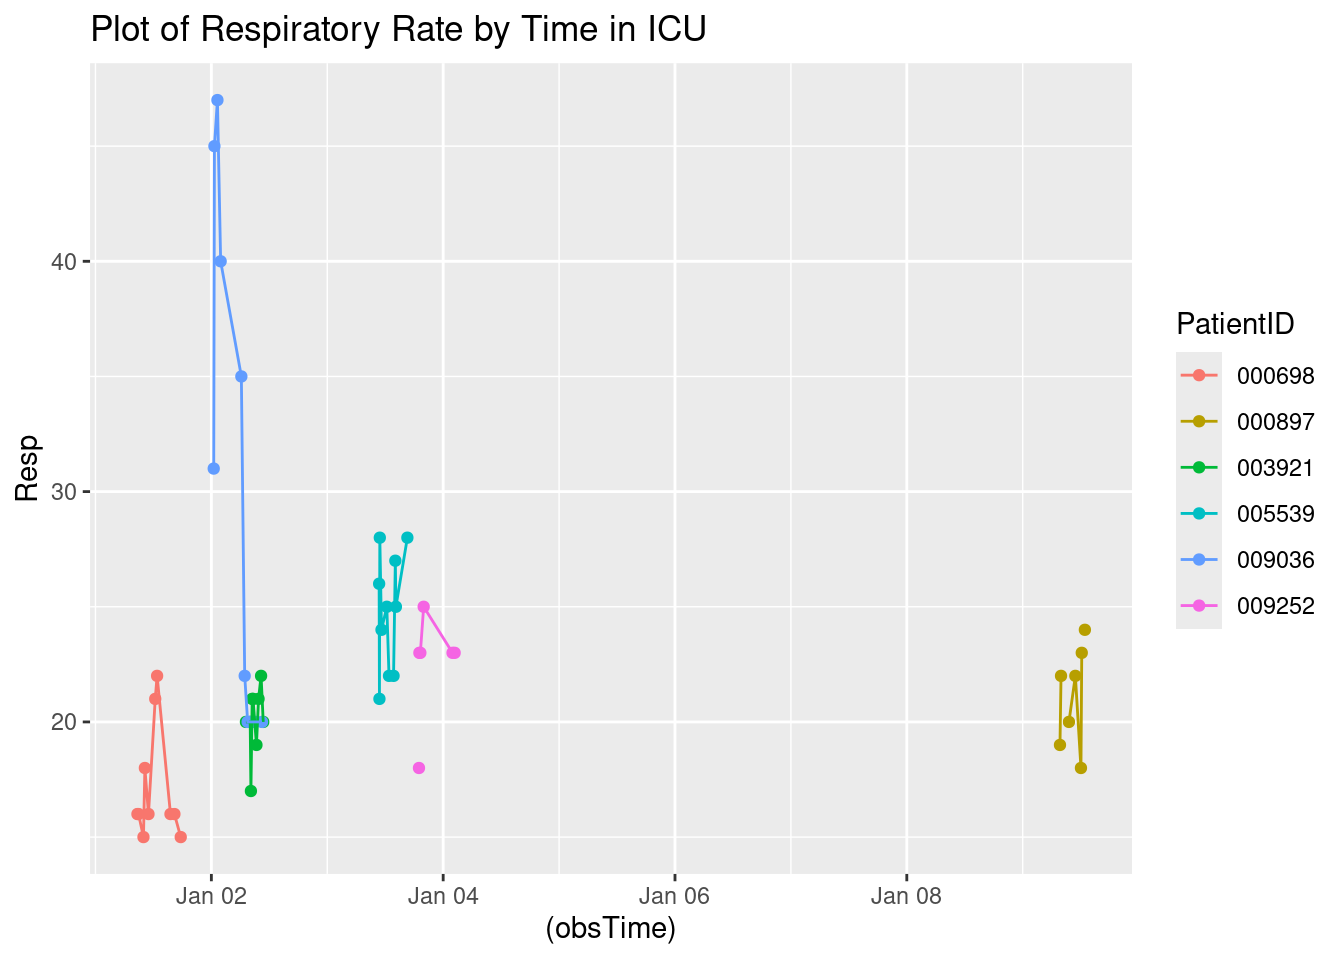 Plot of Respiratory Rate by Time in ICU
Resp
40
30
20
Jan 02
Jan 04
Jan 06
Jan 08
(obsTime)
PatientID
000698
000897
003921
005539
009036
009252